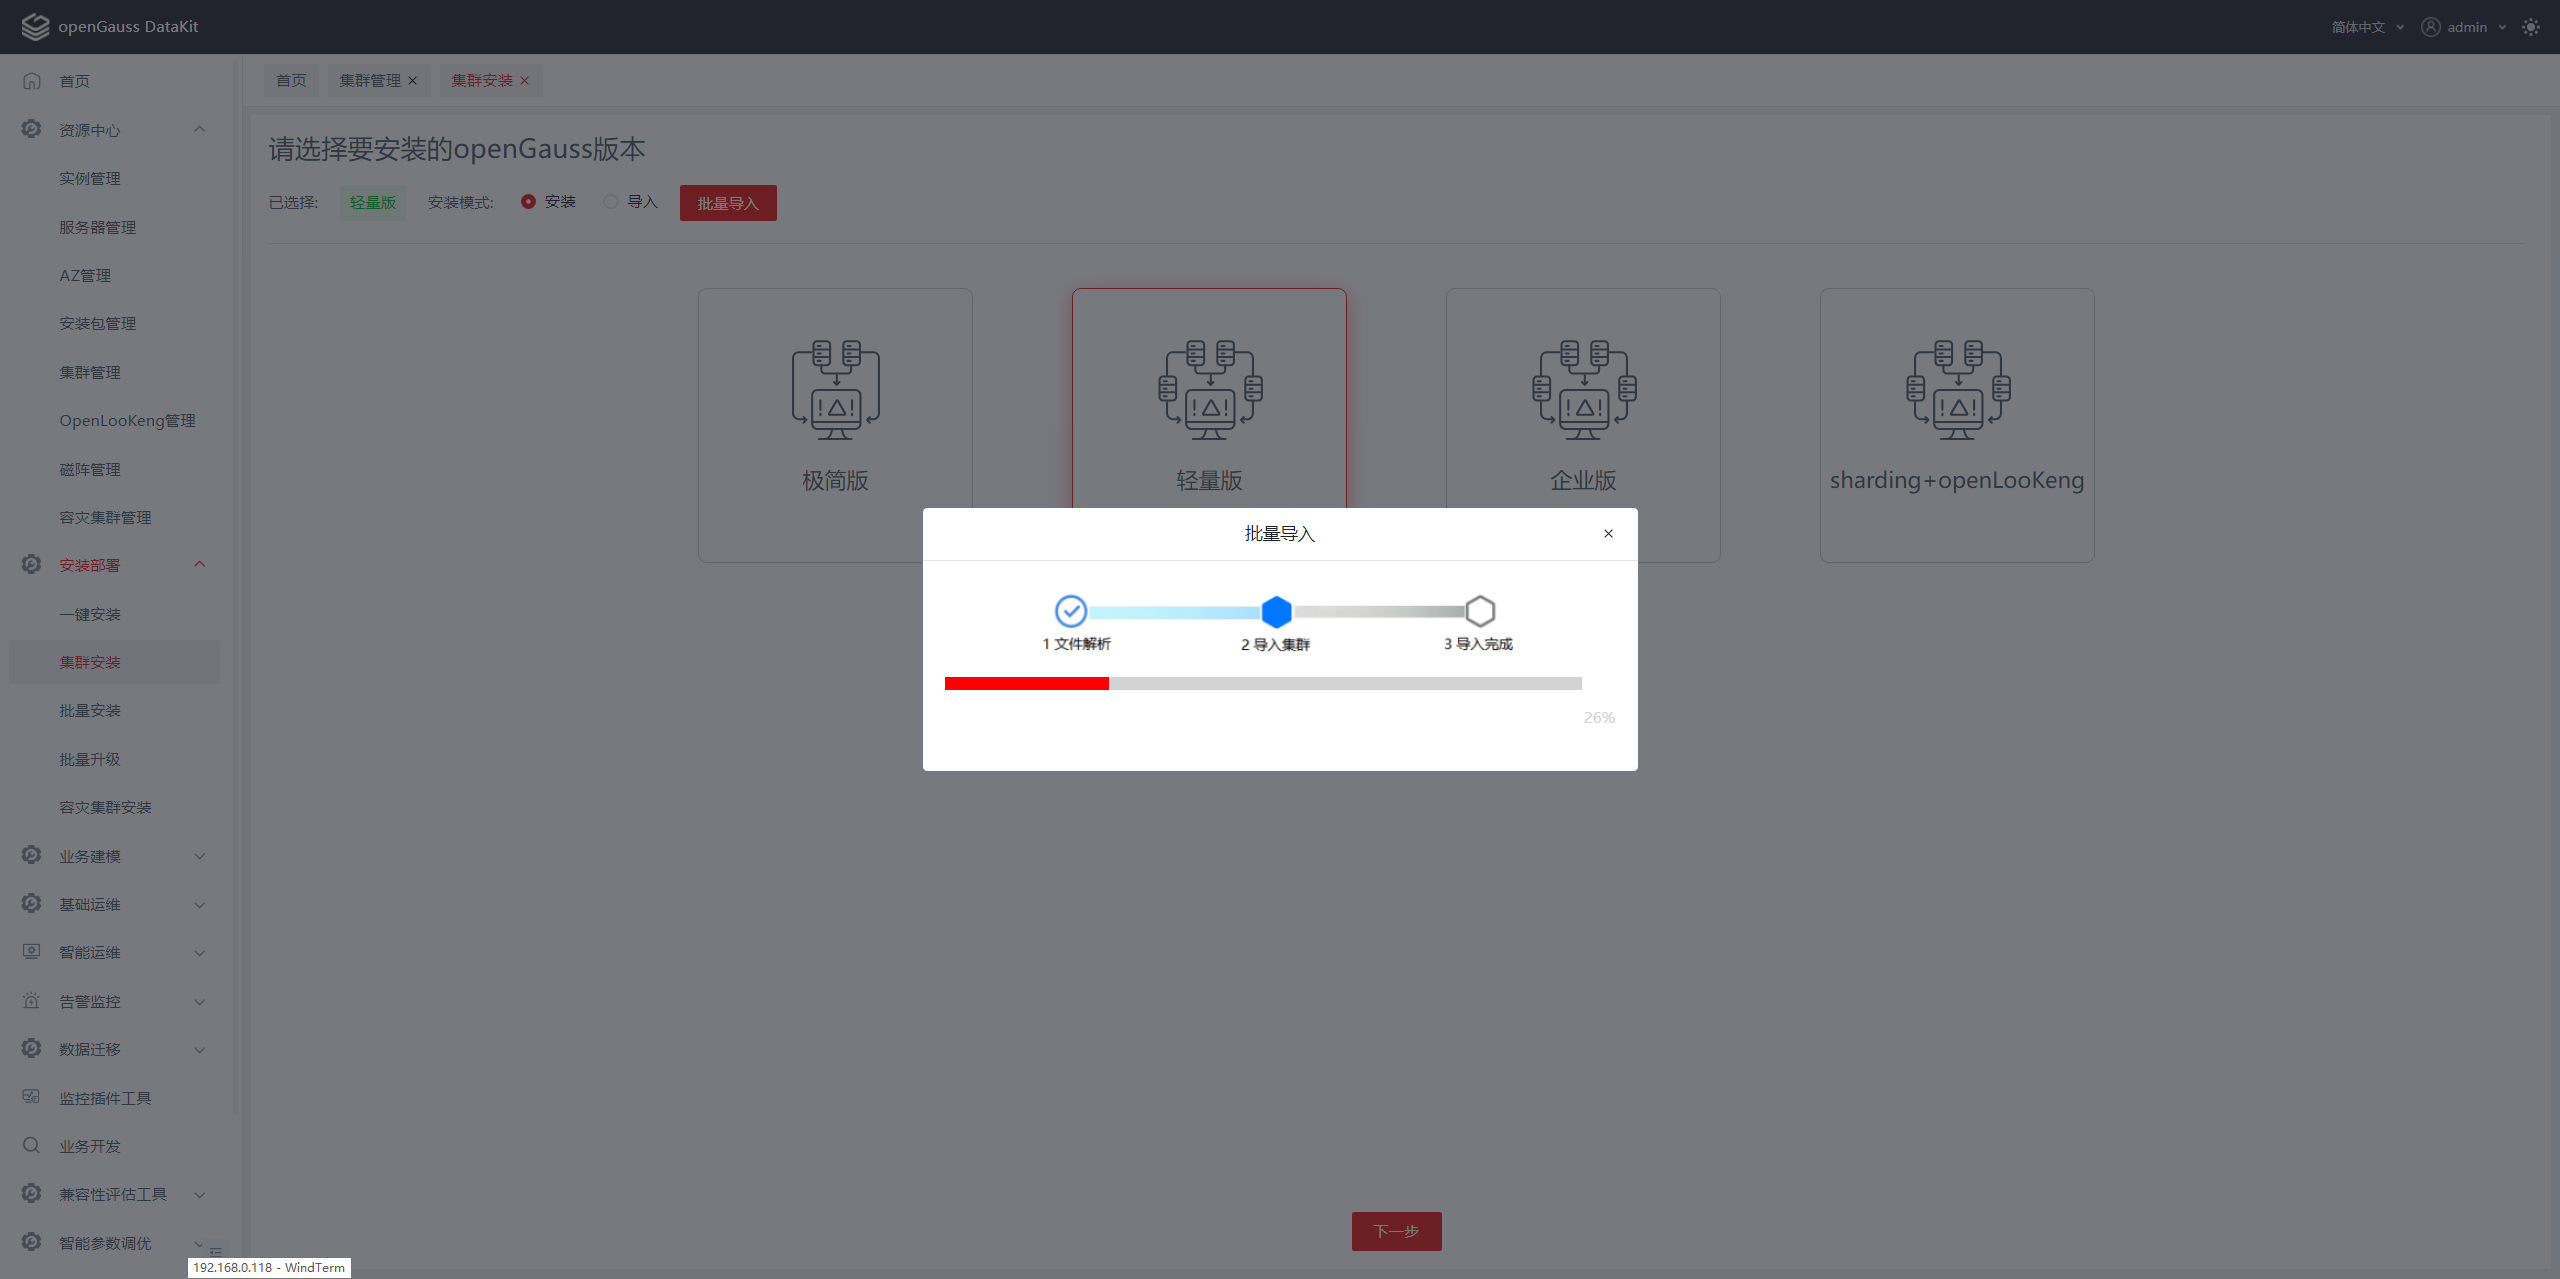 openGauss DataKit
简体中文
admin
首页
资源中心
实例管理
服务器管理
AZ管理
安装包管理
集群管理
OpenLooKeng管理
磁阵管理
容灾集群管理
安装部署
一键安装
集群安装
批量安装
批量升级
容灾集群安装
业务建模
基础运维
智能运维
告警监控
数据迁移
监控插件工具
业务开发
兼容性评估工具
智能参数调优
192.168.0.118 - WindTerm
首页
集群管理
集群安装
请选择要安装的openGauss版本
已选择: 轻量版 安装模式: 安装 导入 批量导入
极简版
轻量版
企业版
sharding+openLooKeng
批量导入
1 文件解析
2 导入集群
3 导入完成
26%
下一步